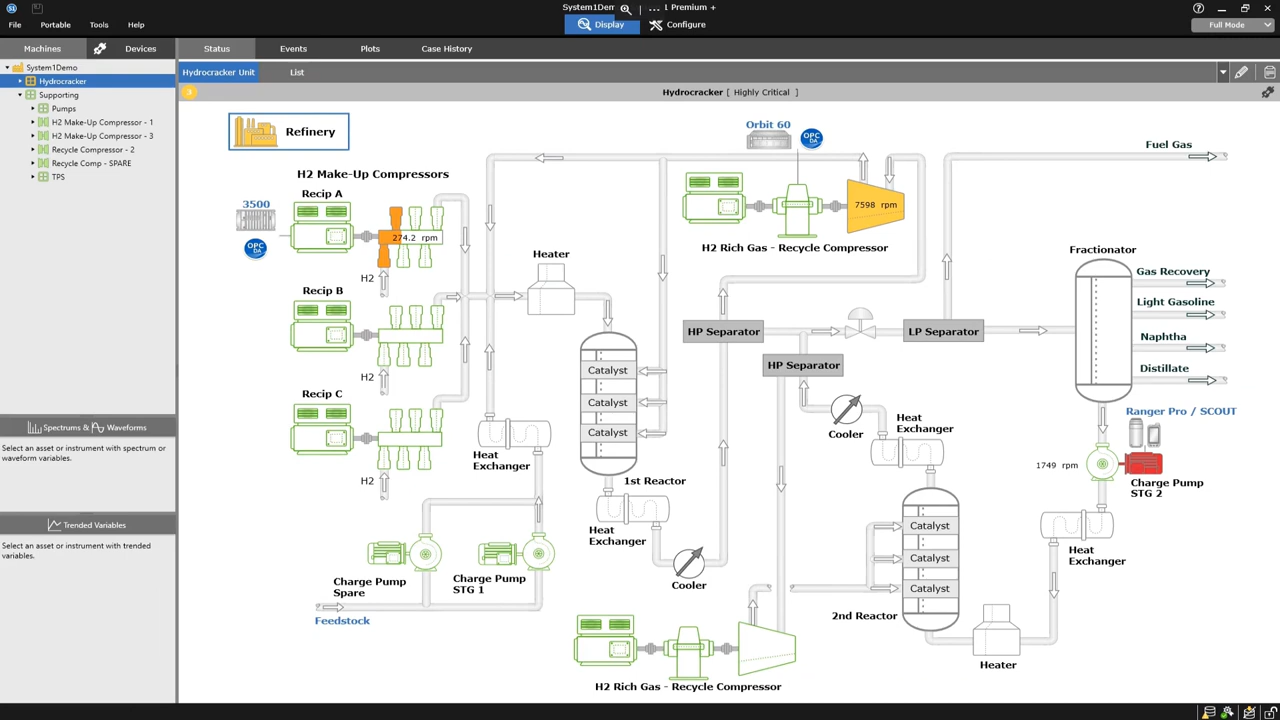 System1Dem
1 Premium +
File
Portable
Tools
Help
Display
Configure
Full Mode
Machines
Devices
Status
Events
Plots
Case History
System1Demo
Hydrocracker
Supporting
Pumps
H2 Make-Up Compressor - 1
H2 Make-Up Compressor - 3
Recycle Compressor - 2
Recycle Comp - SPARE
TPS
Spectrums &
Waveforms
Select an asset or instrument with spectrum or
waveform variables.
Trended Variables
Select an asset or instrument with trended
variables.
Hydrocracker Unit
List
3
Hydrocracker [ Highly Critical ]
Refinery
H2 Make-Up Compressors
Recip A
3500
OPC
DA
274.2 rpm
H2
Recip B
H2
Recip C
H2
Heater
Orbit 60
OPC
DA
7598 rpm
H2 Rich Gas - Recycle Compressor
Fuel Gas
Fractionator
Gas Recovery
Light Gasoline
Naphtha
Distillate
HP Separator
LP Separator
HP Separator
Catalyst
Catalyst
Catalyst
1st Reactor
Heat
Exchanger
Heat
Exchanger
Cooler
Cooler
Heat
Exchanger
Ranger Pro / SCOUT
1749 rpm
Charge Pump
STG 2
Heat
Exchanger
Catalyst
Catalyst
Catalyst
2nd Reactor
Heater
Charge Pump
Spare
Charge Pump
STG 1
Feedstock
H2 Rich Gas - Recycle Compressor